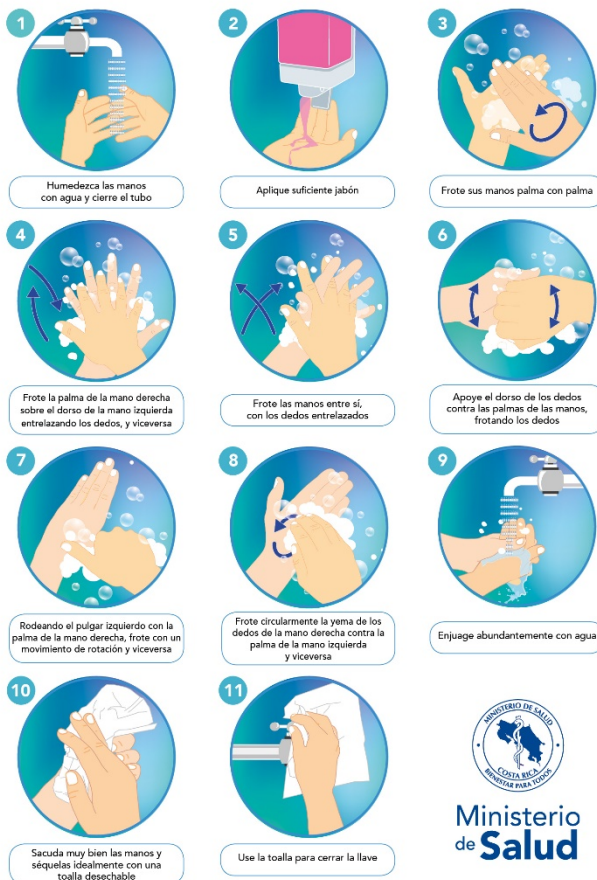 1
Humedezca las manos
con agua y cierre el tubo
2
Aplique suficiente jabón
3
Frote sus manos palma con palma
4
Frote la palma de la mano derecha
sobre el dorso de la mano izquierda
entrelazando los dedos, y viceversa
5
Frote las manos entre sí,
con los dedos entrelazados
6
Apoye el dorso de los dedos
contra las palmas de las manos,
frotando los dedos
7
Rodeando el pulgar izquierdo con la
palma de la mano derecha, frote con un
movimiento de rotación y viceversa
8
Frote circularmente la yema de los
dedos de la mano derecha contra la
palma de la mano izquierda
y viceversa
9
Enjuage abundantemente con agua
10
Sacuda muy bien las manos y
séquelas idealmente con una
toalla desechable
11
Use la toalla para cerrar la llave
MINISTERIO DE SALUD
COSTA RICA
BIENESTAR PARA TODOS
Ministerio
de Salud